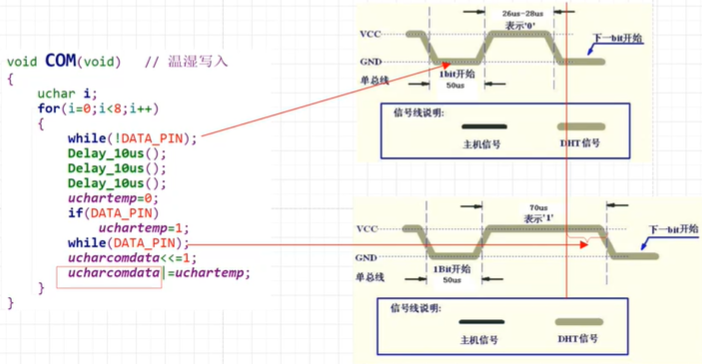 void COM(void)   // 温湿写入
{
    uchar i;
    for(i=0;i<8;i++)
    {
        while(!DATA_PIN);
        Delay_10us();
        Delay_10us();
        Delay_10us();
        uchartemp=0;
        if(DATA_PIN)
            uchartemp=1;
        while(DATA_PIN);
        ucharcomdata<<=1;
        ucharcomdata|=uchartemp;
    }
}
26us-28us
表示'0'
VCC
下一bit开始
GND
1bit开始
单总线
50us
信号线说明:
主机信号
DHT信号
70us
表示'1'
VCC
下一bit开始
GND
1Bit开始
单总线
50us
信号线说明:
主机信号
DHT信号